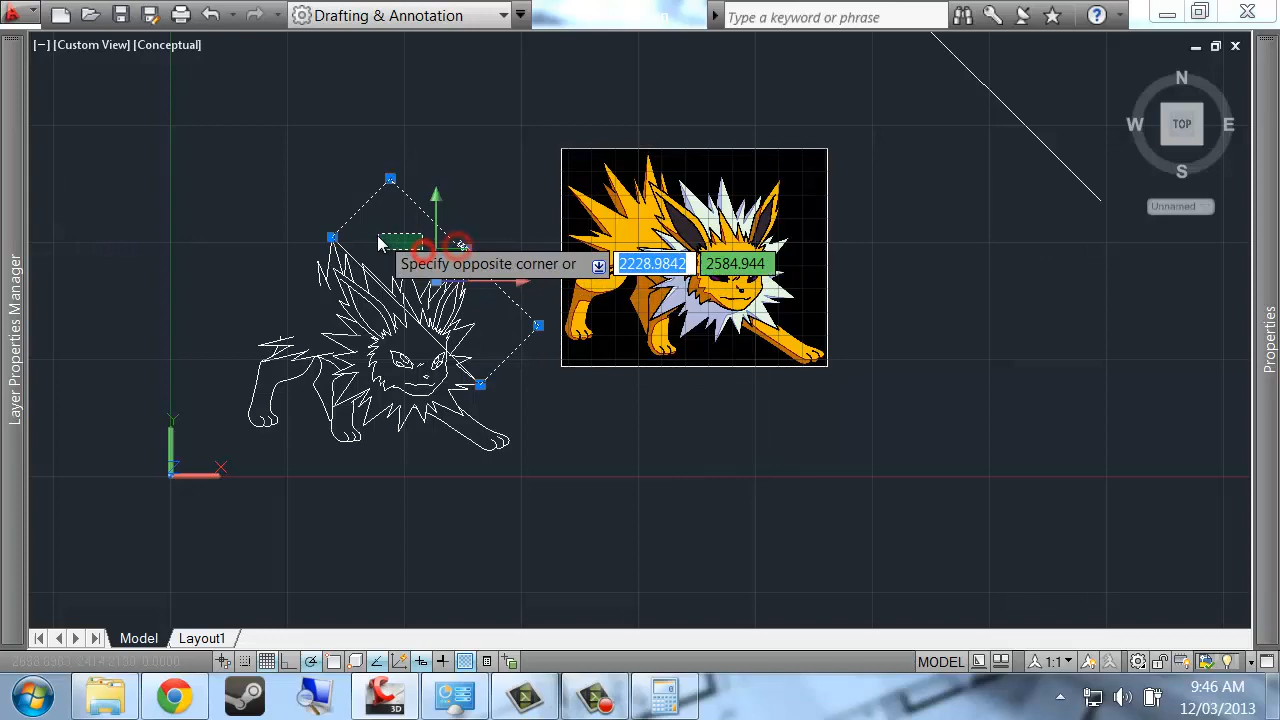 Drafting & Annotation
Type a keyword or phrase
[−] [Custom View] [Conceptual]
N
W
TOP
E
S
Unnamed
Specify opposite corner or
2228.9842
2584.944
Layer Properties Manager
Properties
Y
Z
X
Model
Layout1
MODEL
1:1
3D
9:46 AM
12/03/2013